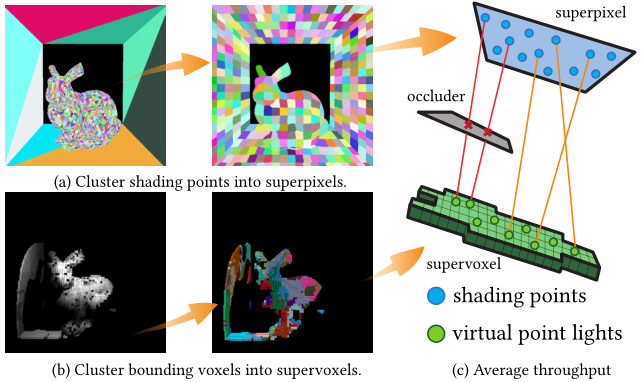 superpixel
occluder
(a) Cluster shading points into superpixels.
supervoxel
shading points
virtual point lights
(b) Cluster bounding voxels into supervoxels.
(c) Average throughput